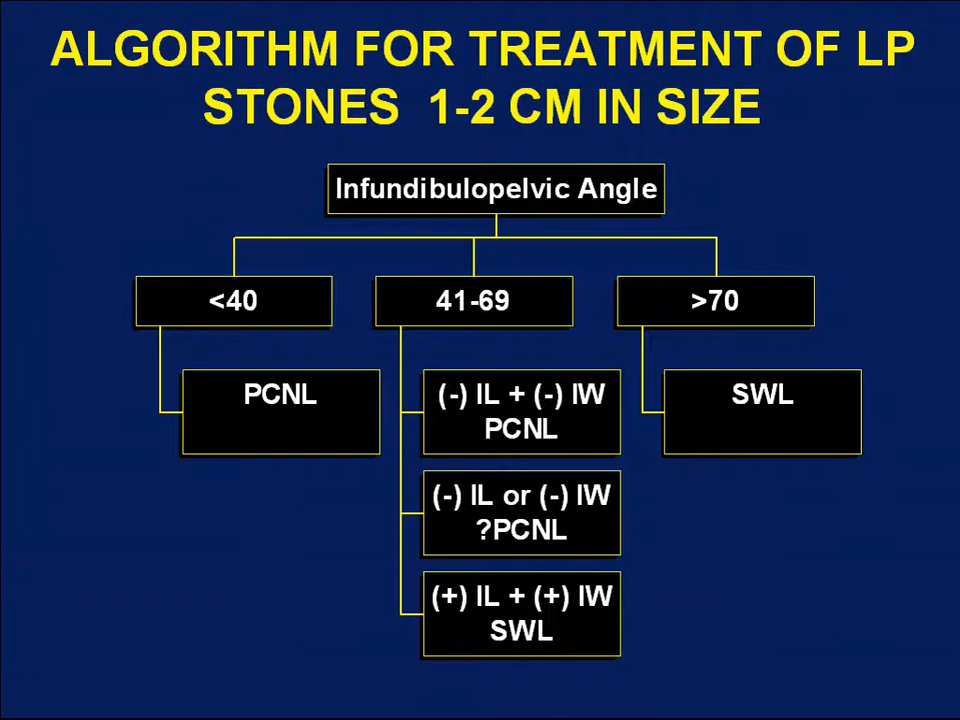 ALGORITHM FOR TREATMENT OF LP
STONES 1-2 CM IN SIZE
Infundibulopelvic Angle
<40
41-69
>70
PCNL
(-) IL + (-) IW
PCNL
(-) IL or (-) IW
?PCNL
(+) IL + (+) IW
SWL
SWL